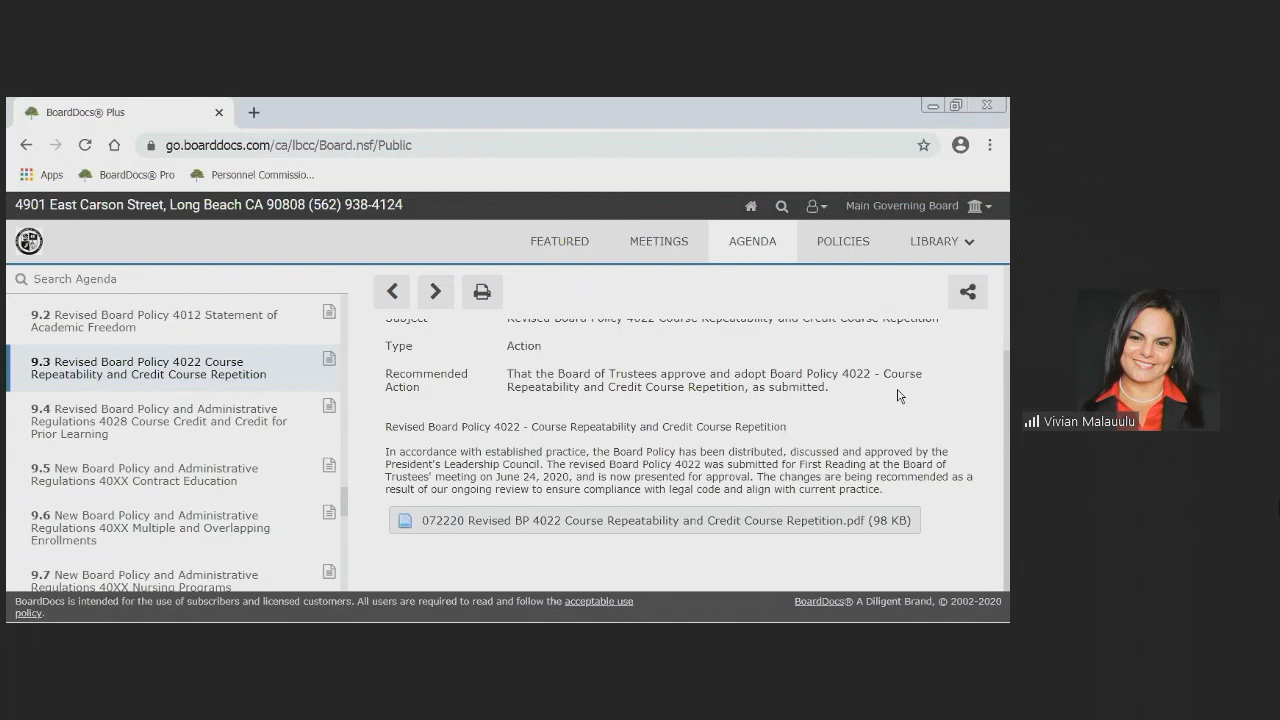 BoardDocs® Plus
go.boarddocs.com/ca/lbcc/Board.nsf/Public
Apps
BoardDocs® Pro
Personnel Commissio...
4901 East Carson Street, Long Beach CA 90808 (562) 938-4124
Main Governing Board
FEATURED
MEETINGS
AGENDA
POLICIES
LIBRARY
Search Agenda
9.2 Revised Board Policy 4012 Statement of
Academic Freedom
9.3 Revised Board Policy 4022 Course
Repeatability and Credit Course Repetition
9.4 Revised Board Policy and Administrative
Regulations 4028 Course Credit and Credit for
Prior Learning
9.5 New Board Policy and Administrative
Regulations 40XX Contract Education
9.6 New Board Policy and Administrative
Regulations 40XX Multiple and Overlapping
Enrollments
9.7 New Board Policy and Administrative
Regulations 40XX Nursing Programs
Subject
Revised Board Policy 4022 Course Repeatability and Credit Course Repetition
Type
Action
Recommended
Action
That the Board of Trustees approve and adopt Board Policy 4022 - Course
Repeatability and Credit Course Repetition, as submitted.
Revised Board Policy 4022 - Course Repeatability and Credit Course Repetition
In accordance with established practice, the Board Policy has been distributed, discussed and approved by the
President's Leadership Council. The revised Board Policy 4022 was submitted for First Reading at the Board of
Trustees' meeting on June 24, 2020, and is now presented for approval. The changes are being recommended as a
result of our ongoing review to ensure compliance with legal code and align with current practice.
072220 Revised BP 4022 Course Repeatability and Credit Course Repetition.pdf (98 KB)
BoardDocs is intended for the use of subscribers and licensed customers. All users are required to read and follow the acceptable use
policy.
BoardDocs® A Diligent Brand, © 2002-2020
Vivian Malauulu